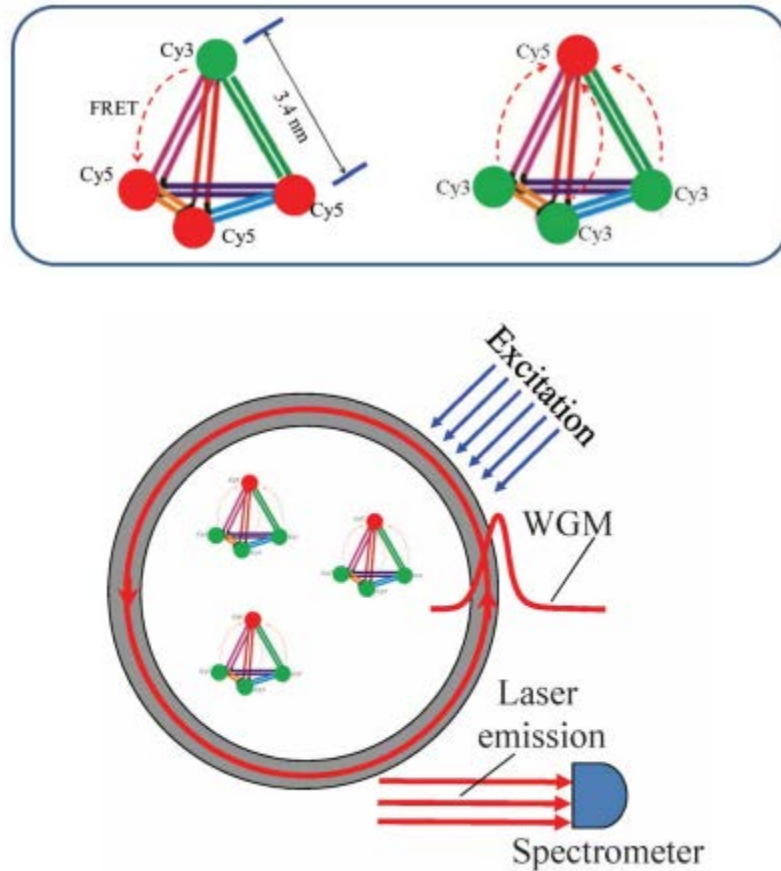 Cy3
FRET
3.4 nm
Cy5
Cy5
Cy5
Cy5
Cy3
Cy3
Cy3
Excitation
WGM
Laser
emission
Spectrometer